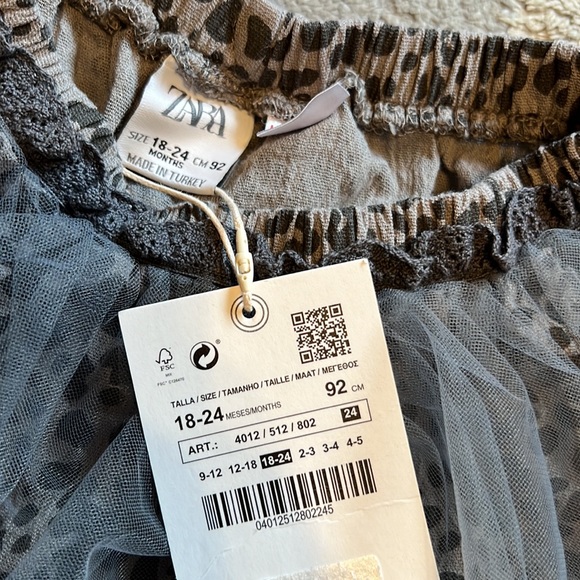 ZARA
SIZE 18-24 CM 92
MONTHS
MADE IN TURKEY
FSC
TALLA / SIZE / TAMANHO / TAILLE / MAAT / ΜΕΓΕΘΟΣ
18-24 MESES/MONTHS 92 CM
ART.: 4012 / 512 / 802 24
9-12 12-18 18-24 2-3 3-4 4-5
04012512802245